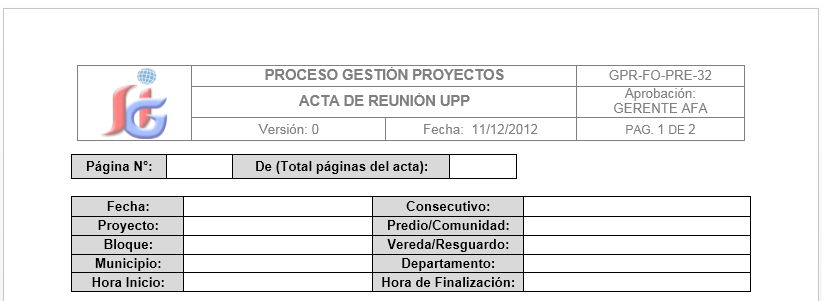 PROCESO GESTIÓN PROYECTOS GPR-FO-PRE-32
ACTA DE REUNIÓN UPP Aprobación: GERENTE AFA
Versión: 0 Fecha: 11/12/2012 PAG. 1 DE 2
Página N°: De (Total páginas del acta):
Fecha: Consecutivo:
Proyecto: Predio/Comunidad:
Bloque: Vereda/Resguardo:
Municipio: Departamento:
Hora Inicio: Hora de Finalización: